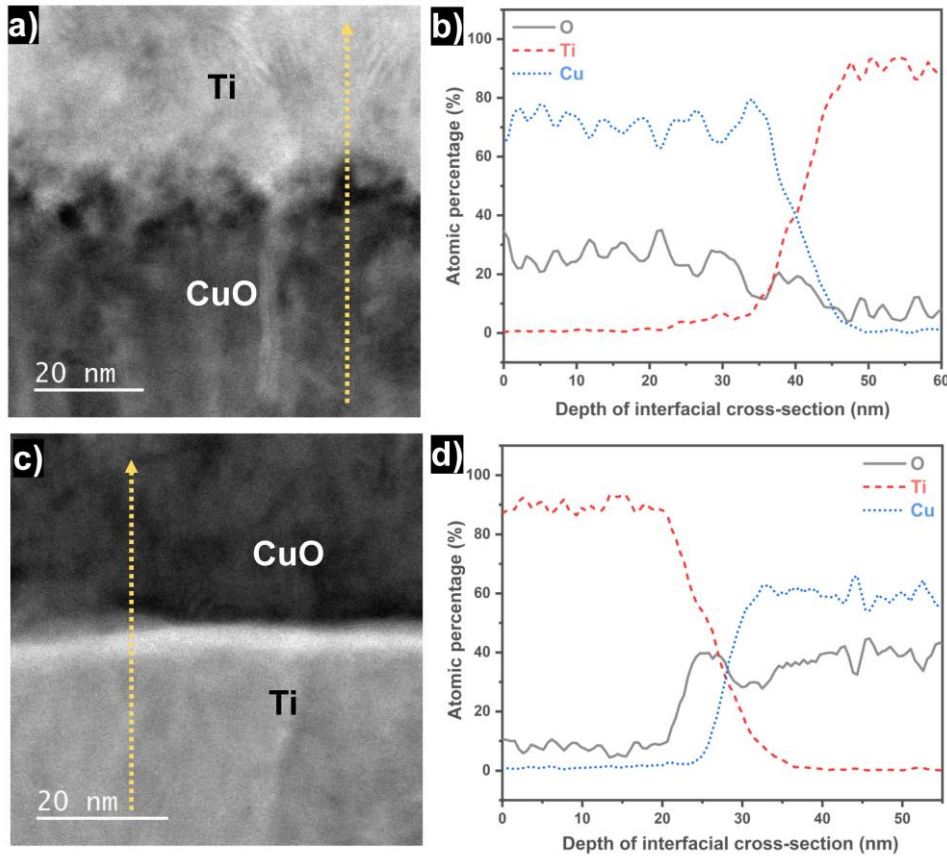 a)
Ti
CuO
20 nm
b)
O
Ti
Cu
100
80
60
40
20
0
Atomic percentage (%)
0 10 20 30 40 50 60
Depth of interfacial cross-section (nm)
c)
CuO
Ti
20 nm
d)
O
Ti
Cu
100
80
60
40
20
0
Atomic percentage (%)
0 10 20 30 40 50
Depth of interfacial cross-section (nm)